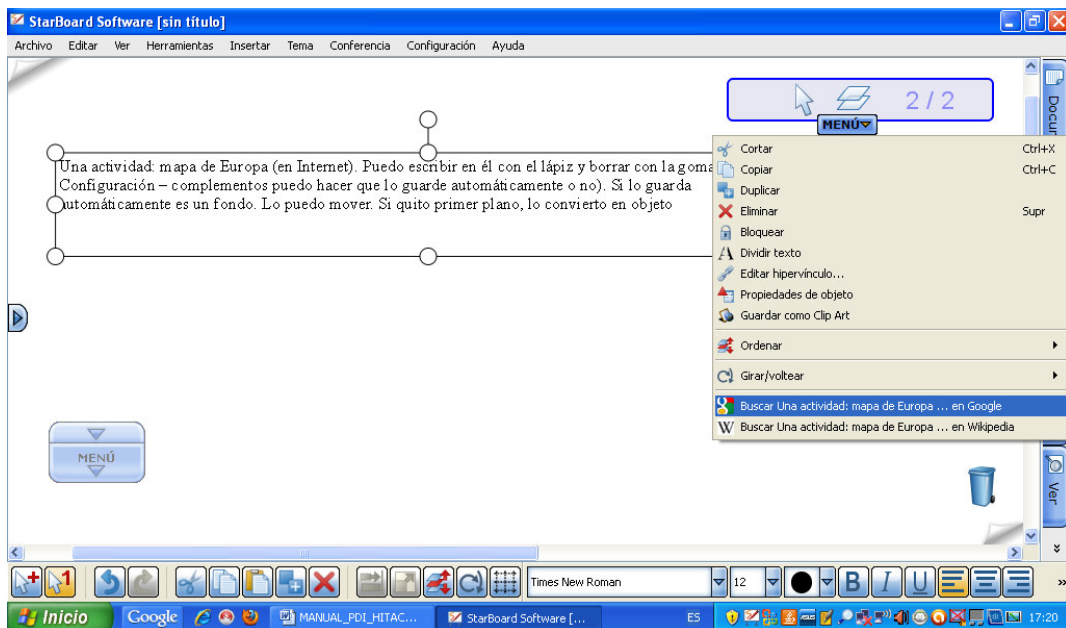 StarBoard Software [sin título]
Archivo Editar Ver Herramientas Insertar Tema Conferencia Configuración Ayuda
2 / 2
MENÚ
Una actividad: mapa de Europa (en Internet). Puedo escribir en él con el lápiz y borrar con la goma
Configuración – complementos puedo hacer que lo guarde automáticamente o no). Si lo guarda
automáticamente es un fondo. Lo puedo mover. Si quito primer plano, lo convierto en objeto
Cortar Ctrl+X
Copiar Ctrl+C
Duplicar
Eliminar Supr
Bloquear
Dividir texto
Editar hipervínculo...
Propiedades de objeto
Guardar como Clip Art
Ordenar
Girar/voltear
Buscar Una actividad: mapa de Europa ... en Google
Buscar Una actividad: mapa de Europa ... en Wikipedia
MENÚ
Ver
Times New Roman 12 B I U
Inicio Google MANUAL_PDI_HITAC... StarBoard Software [... ES 17:20